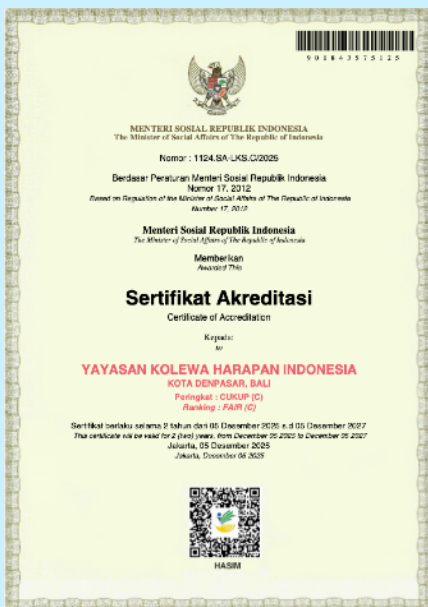 901843575125
MENTERI SOSIAL REPUBLIK INDONESIA
The Minister of Social Affairs of The Republic of Indonesia
Nomor : 1124.SA-LKS.C/2025
Berdasar Peraturan Menteri Sosial Republik Indonesia
Nomor 17, 2012
Based on Regulation of the Minister of Social Affairs of The Republic of Indonesia
Number 17, 2012
Menteri Sosial Republik Indonesia
The Minister of Social Affairs of The Republic of Indonesia
Memberikan
Awarded This
Sertifikat Akreditasi
Certificate of Accreditation
Kepada:
to
YAYASAN KOLEWA HARAPAN INDONESIA
KOTA DENPASAR, BALI
Peringkat : CUKUP (C)
Ranking : FAIR (C)
Sertifikat berlaku selama 2 tahun dari 05 Desember 2025 s.d 05 Desember 2027
This certificate will be valid for 2 (two) years, from December 05 2025 to December 05 2027
Jakarta, 05 Desember 2025
Jakarta, December 05 2025
HASIM